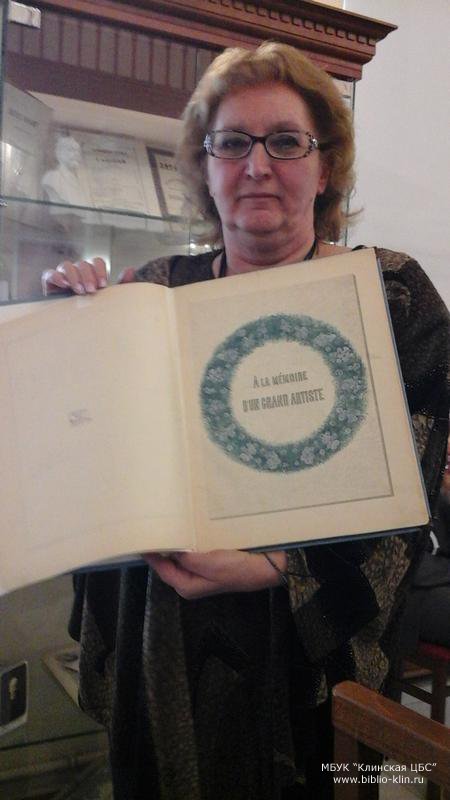 À LA MÉMOIRE
D'UN GRAND ARTISTE
МБУК "Клинская ЦБС"
www.biblio-klin.ru